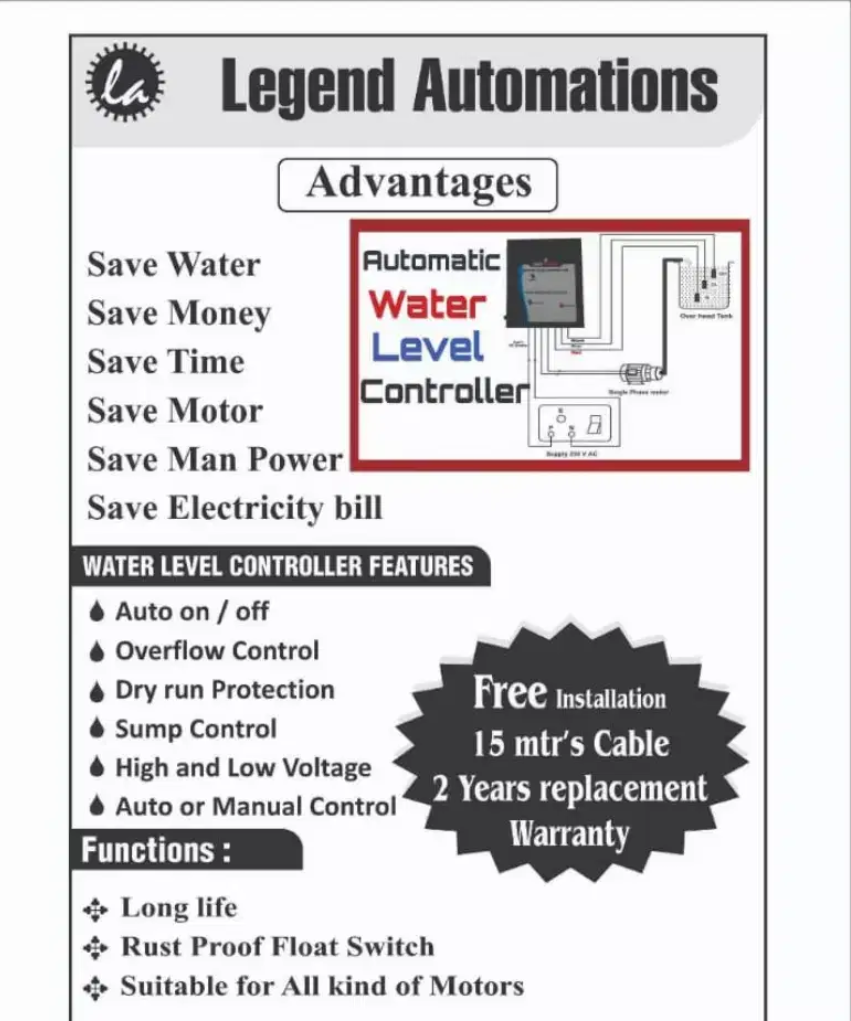 la
Legend Automations
Advantages
Save Water
Save Money
Save Time
Save Motor
Save Man Power
Save Electricity bill
Automatic
Water
Level
Controller
Over head Tank
Single Phase motor
Supply 230 V AC
WATER LEVEL CONTROLLER FEATURES
Auto on / off
Overflow Control
Dry run Protection
Sump Control
High and Low Voltage
Auto or Manual Control
Free Installation
15 mtr's Cable
2 Years replacement
Warranty
Functions :
Long life
Rust Proof Float Switch
Suitable for All kind of Motors